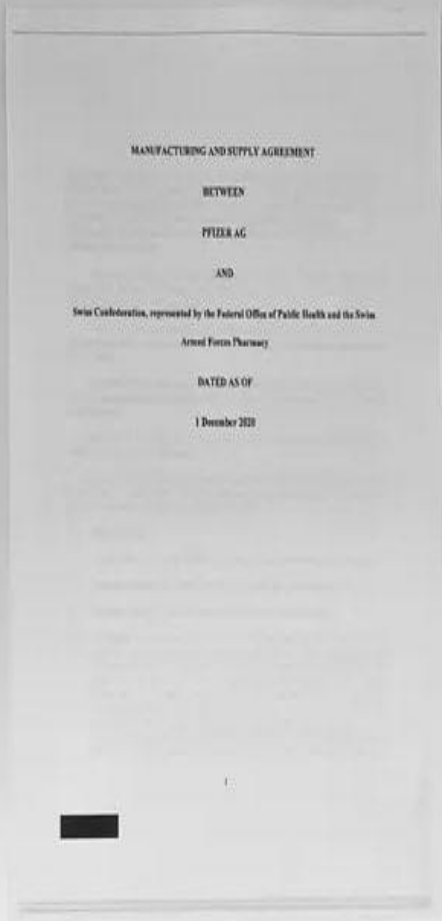 MANUFACTURING AND SUPPLY AGREEMENT
BETWEEN
PFIZER AG
AND
Swiss Confederation, represented by the Federal Office of Public Health and the Swiss
Armed Forces Pharmacy
DATED AS OF
1 December 2020
1